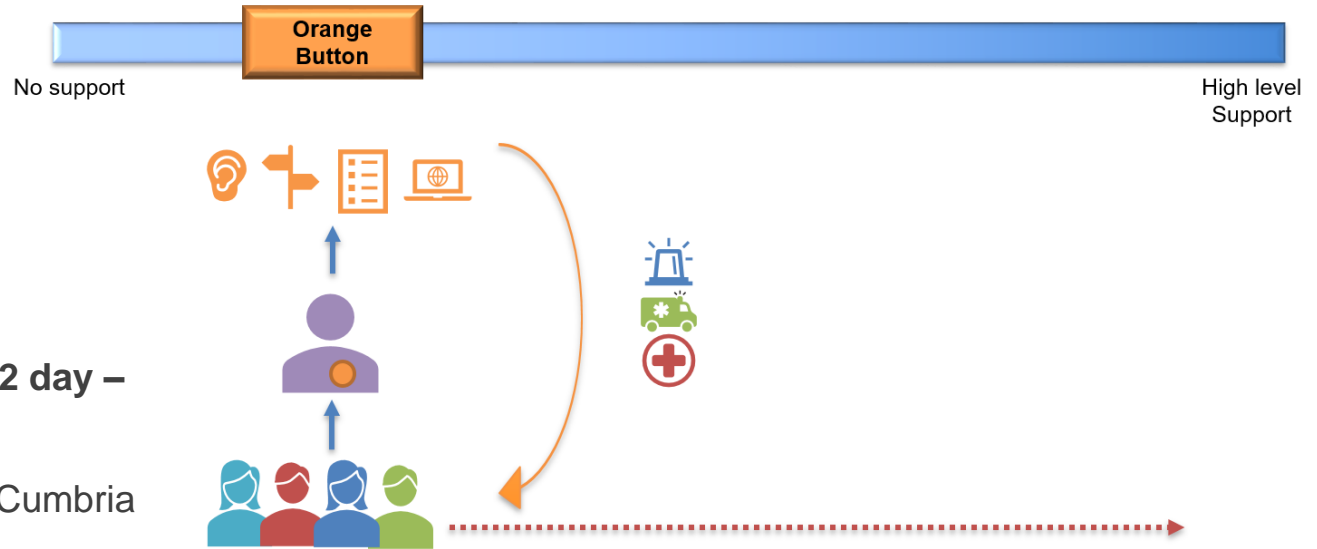 Orange
Button
No support
High level
Support
2 day –
Cumbria